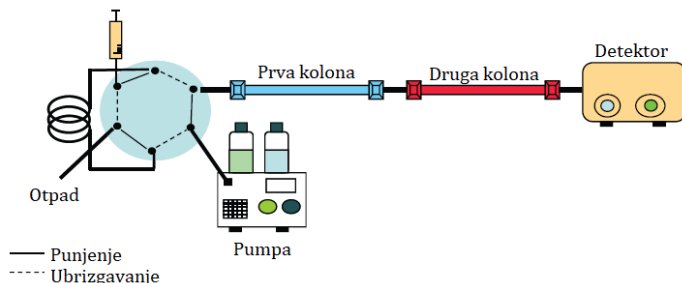 Detektor
Prva kolona
Druga kolona
Otpad
Pumpa
Punjenje
Ubrizgavanje